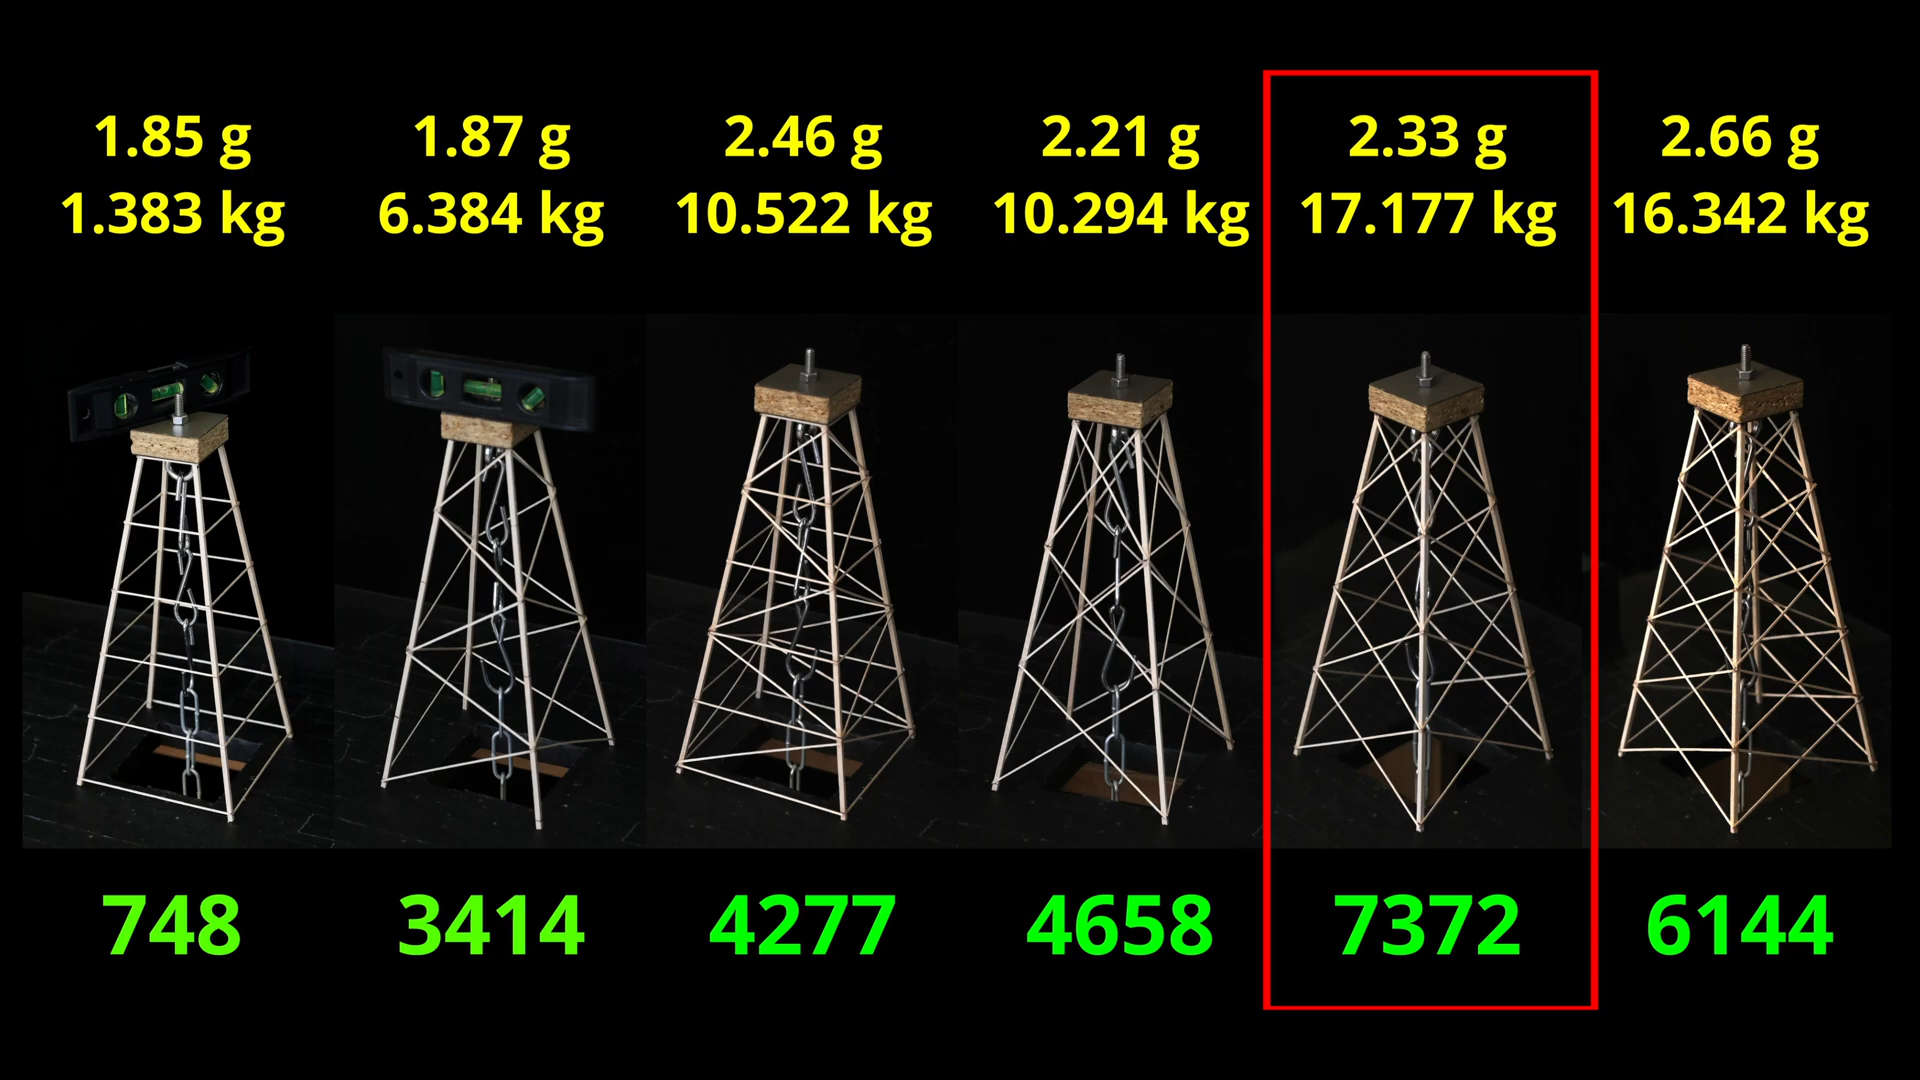 1.85 g
1.383 kg
1.87 g
6.384 kg
2.46 g
10.522 kg
2.21 g
10.294 kg
2.33 g
17.177 kg
2.66 g
16.342 kg
748
3414
4277
4658
7372
6144